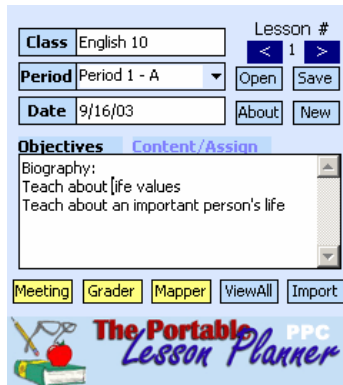 Lesson #
Class English 10 < 1 >
Period Period 1 - A Open Save
Date 9/16/03 About New
Objectives Content/Assign
Biography:
Teach about life values
Teach about an important person's life
Meeting Grader Mapper ViewAll Import
The Portable PPC
Lesson Planner